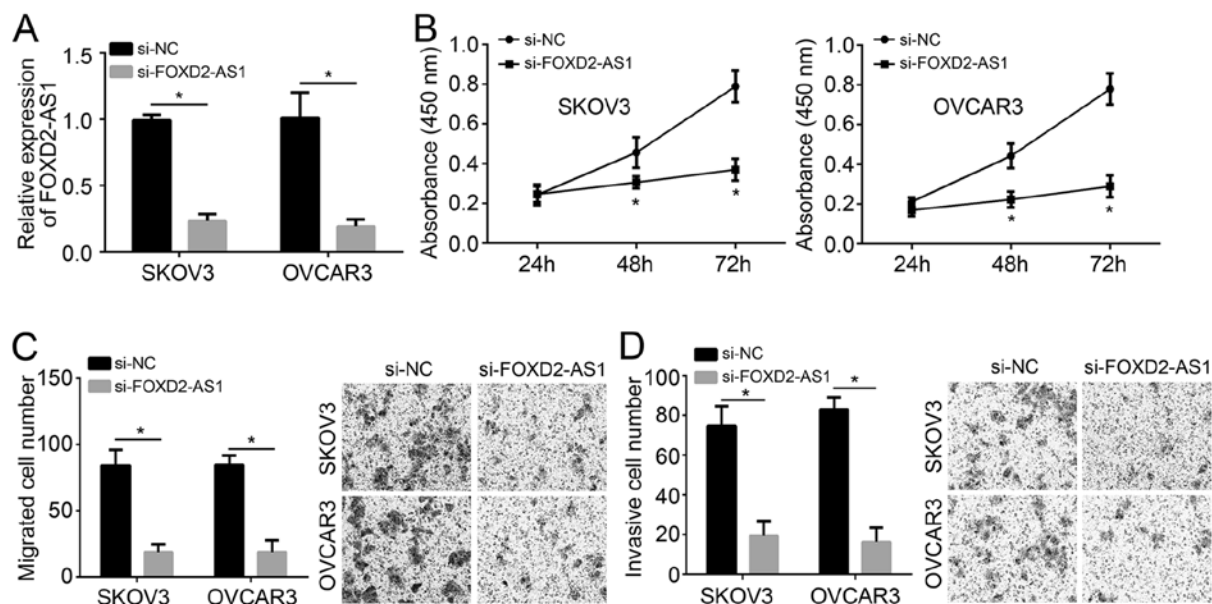 A
si-NC
si-FOXD2-AS1
Relative expression
of FOXD2-AS1
1.5
1.0
0.5
0.0
*
*
SKOV3
OVCAR3
B
si-NC
si-FOXD2-AS1
Absorbance (450 nm)
1.0
0.8
0.6
0.4
0.2
0.0
SKOV3
*
*
24h
48h
72h
si-NC
si-FOXD2-AS1
Absorbance (450 nm)
1.0
0.8
0.6
0.4
0.2
0.0
OVCAR3
*
*
24h
48h
72h
C
si-NC
si-FOXD2-AS1
Migrated cell number
150
100
50
0
*
*
SKOV3
OVCAR3
si-NC
si-FOXD2-AS1
SKOV3
OVCAR3
D
si-NC
si-FOXD2-AS1
Invasive cell number
100
80
60
40
20
0
*
*
SKOV3
OVCAR3
si-NC
si-FOXD2-AS1
SKOV3
OVCAR3